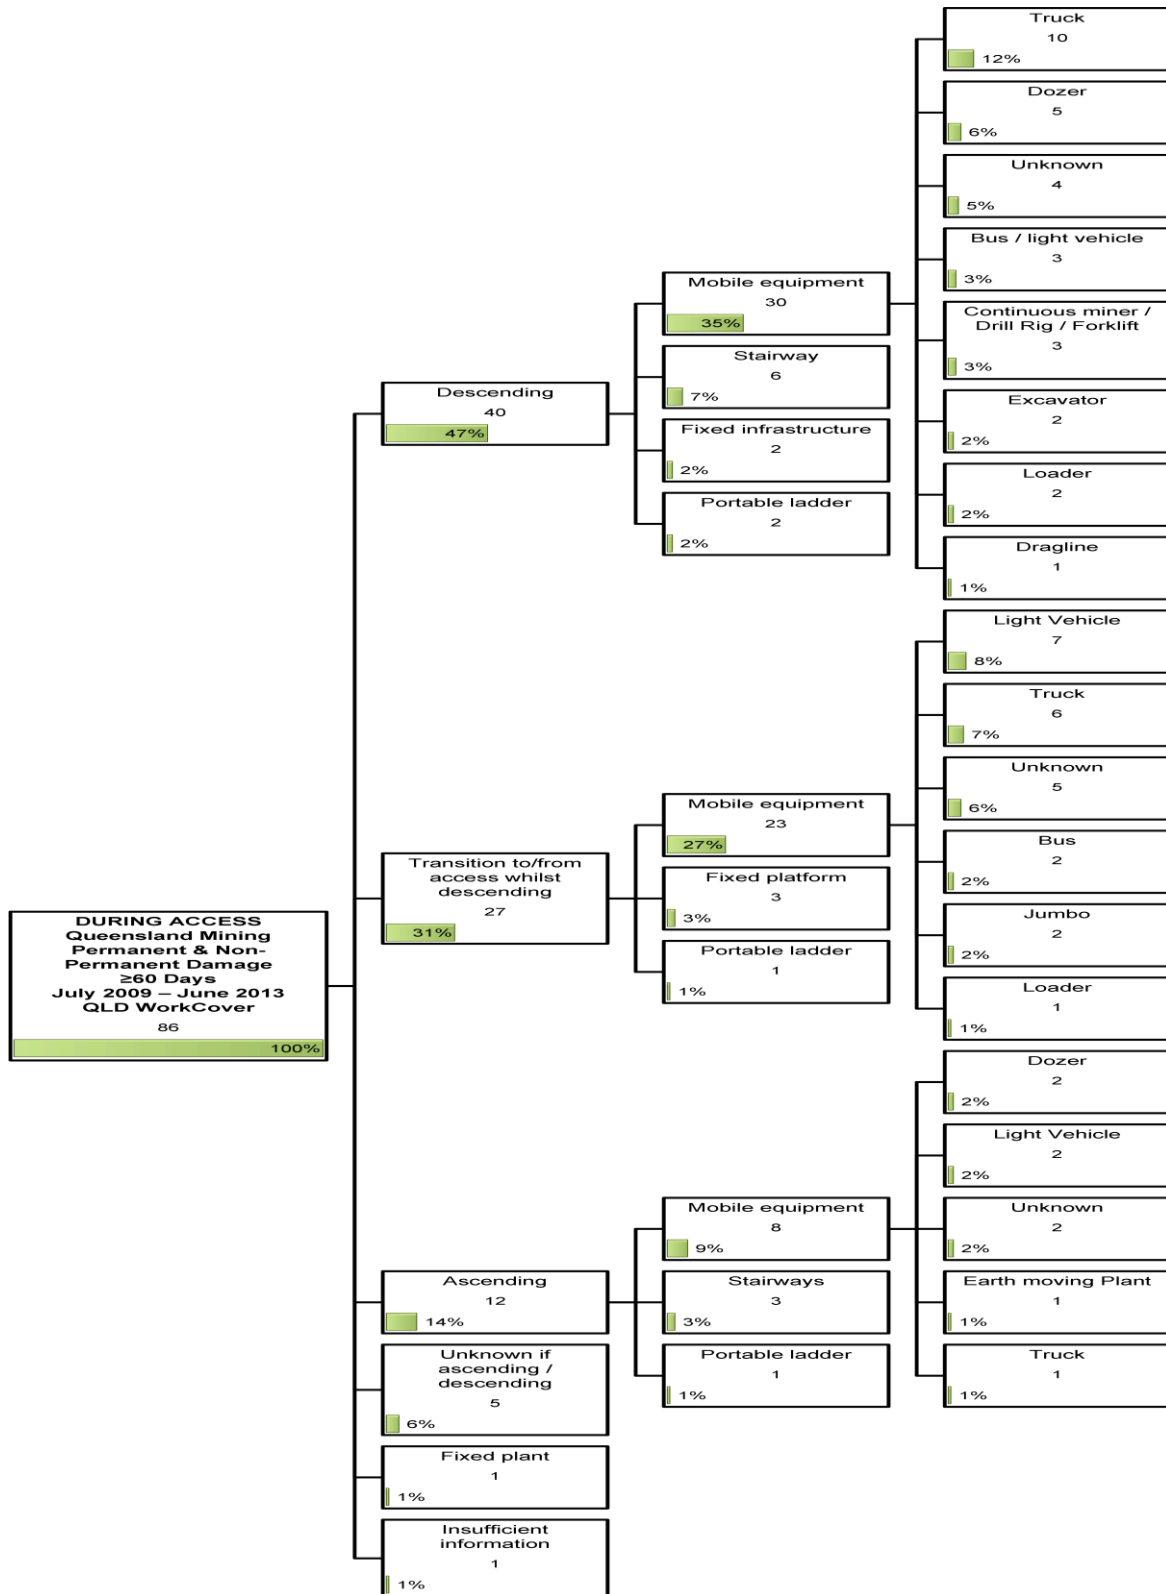 DURING ACCESS
Queensland Mining
Permanent & Non-
Permanent Damage
≥60 Days
July 2009 – June 2013
QLD WorkCover
86
100%
Descending
40
47%
Mobile equipment
30
35%
Truck
10
12%
Dozer
5
6%
Unknown
4
5%
Bus / light vehicle
3
3%
Continuous miner /
Drill Rig / Forklift
3
3%
Excavator
2
2%
Loader
2
2%
Dragline
1
1%
Stairway
6
7%
Fixed infrastructure
2
2%
Portable ladder
2
2%
Transition to/from
access whilst
descending
27
31%
Mobile equipment
23
27%
Light Vehicle
7
8%
Truck
6
7%
Unknown
5
6%
Bus
2
2%
Jumbo
2
2%
Loader
1
1%
Fixed platform
3
3%
Portable ladder
1
1%
Ascending
12
14%
Mobile equipment
8
9%
Dozer
2
2%
Light Vehicle
2
2%
Unknown
2
2%
Earth moving Plant
1
1%
Truck
1
1%
Stairways
3
3%
Portable ladder
1
1%
Unknown if
ascending /
descending
5
6%
Fixed plant
1
1%
Insufficient
information
1
1%